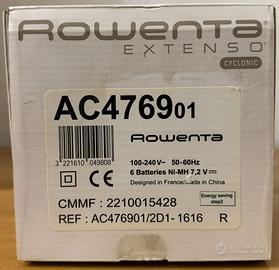 Rowenta
EXTENSO®
CYCLONIC
AC476901
Rowenta
100-240V~ 50-60Hz
6 Batteries Ni-MH 7,2 V
Designed in France/Made in China
3 221610 049808
Energy saving
step2
CMMF : 2210015428
REF : AC476901/2D1-1616 R
subito